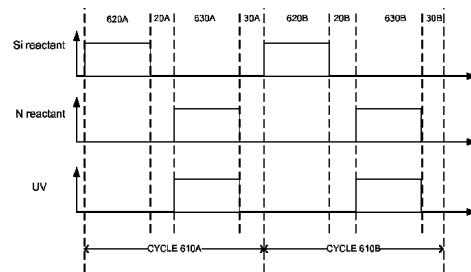 620A 20A 630A 30A 620B 20B 630B 30B
Si reactant
N reactant
UV
CYCLE 610A CYCLE 610B